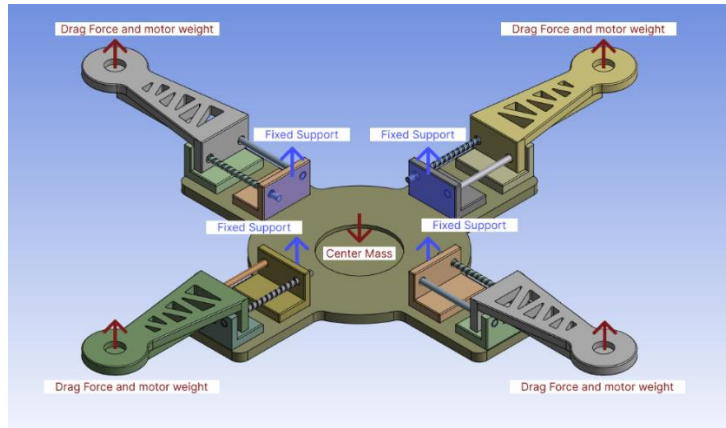 Drag Force and motor weight
Drag Force and motor weight
Fixed Support
Fixed Support
Fixed Support
Fixed Support
Center Mass
Drag Force and motor weight
Drag Force and motor weight